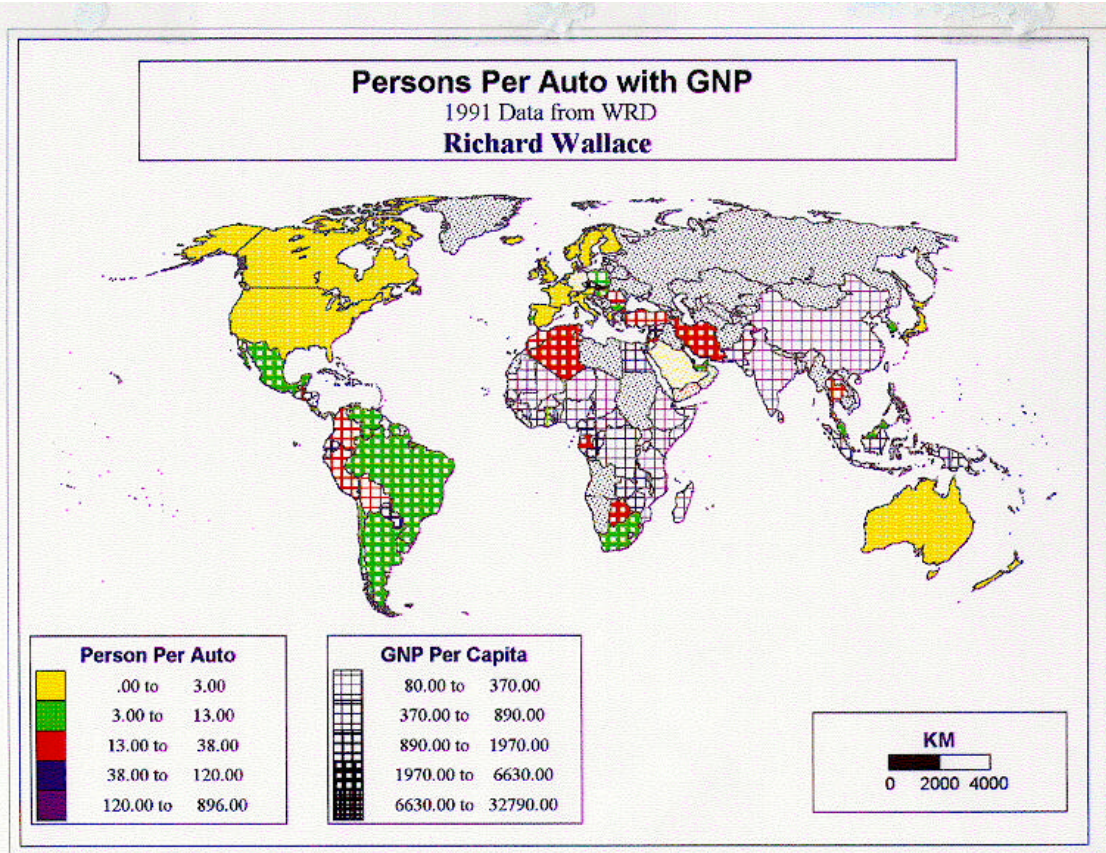 Persons Per Auto with GNP
1991 Data from WRD
Richard Wallace
Person Per Auto
.00 to 3.00
3.00 to 13.00
13.00 to 38.00
38.00 to 120.00
120.00 to 896.00
GNP Per Capita
80.00 to 370.00
370.00 to 890.00
890.00 to 1970.00
1970.00 to 6630.00
6630.00 to 32790.00
KM
0 2000 4000